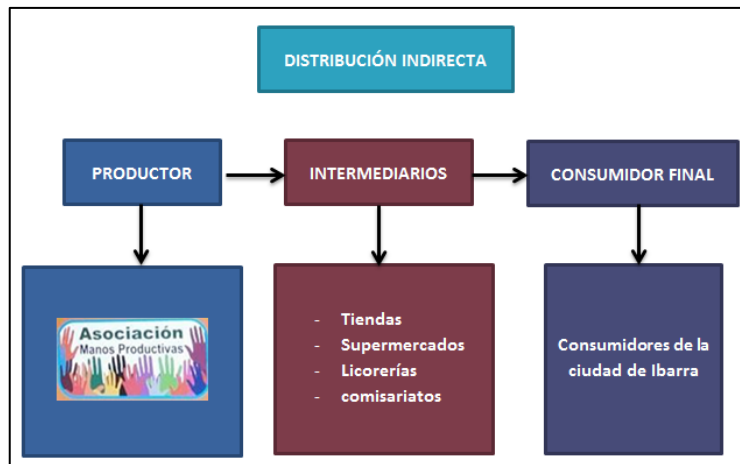 DISTRIBUCIÓN INDIRECTA
PRODUCTOR
INTERMEDIARIOS
CONSUMIDOR FINAL
Asociación
Manos Productivas
- Tiendas
- Supermercados
- Licorerías
- comisariatos
Consumidores de la
ciudad de Ibarra